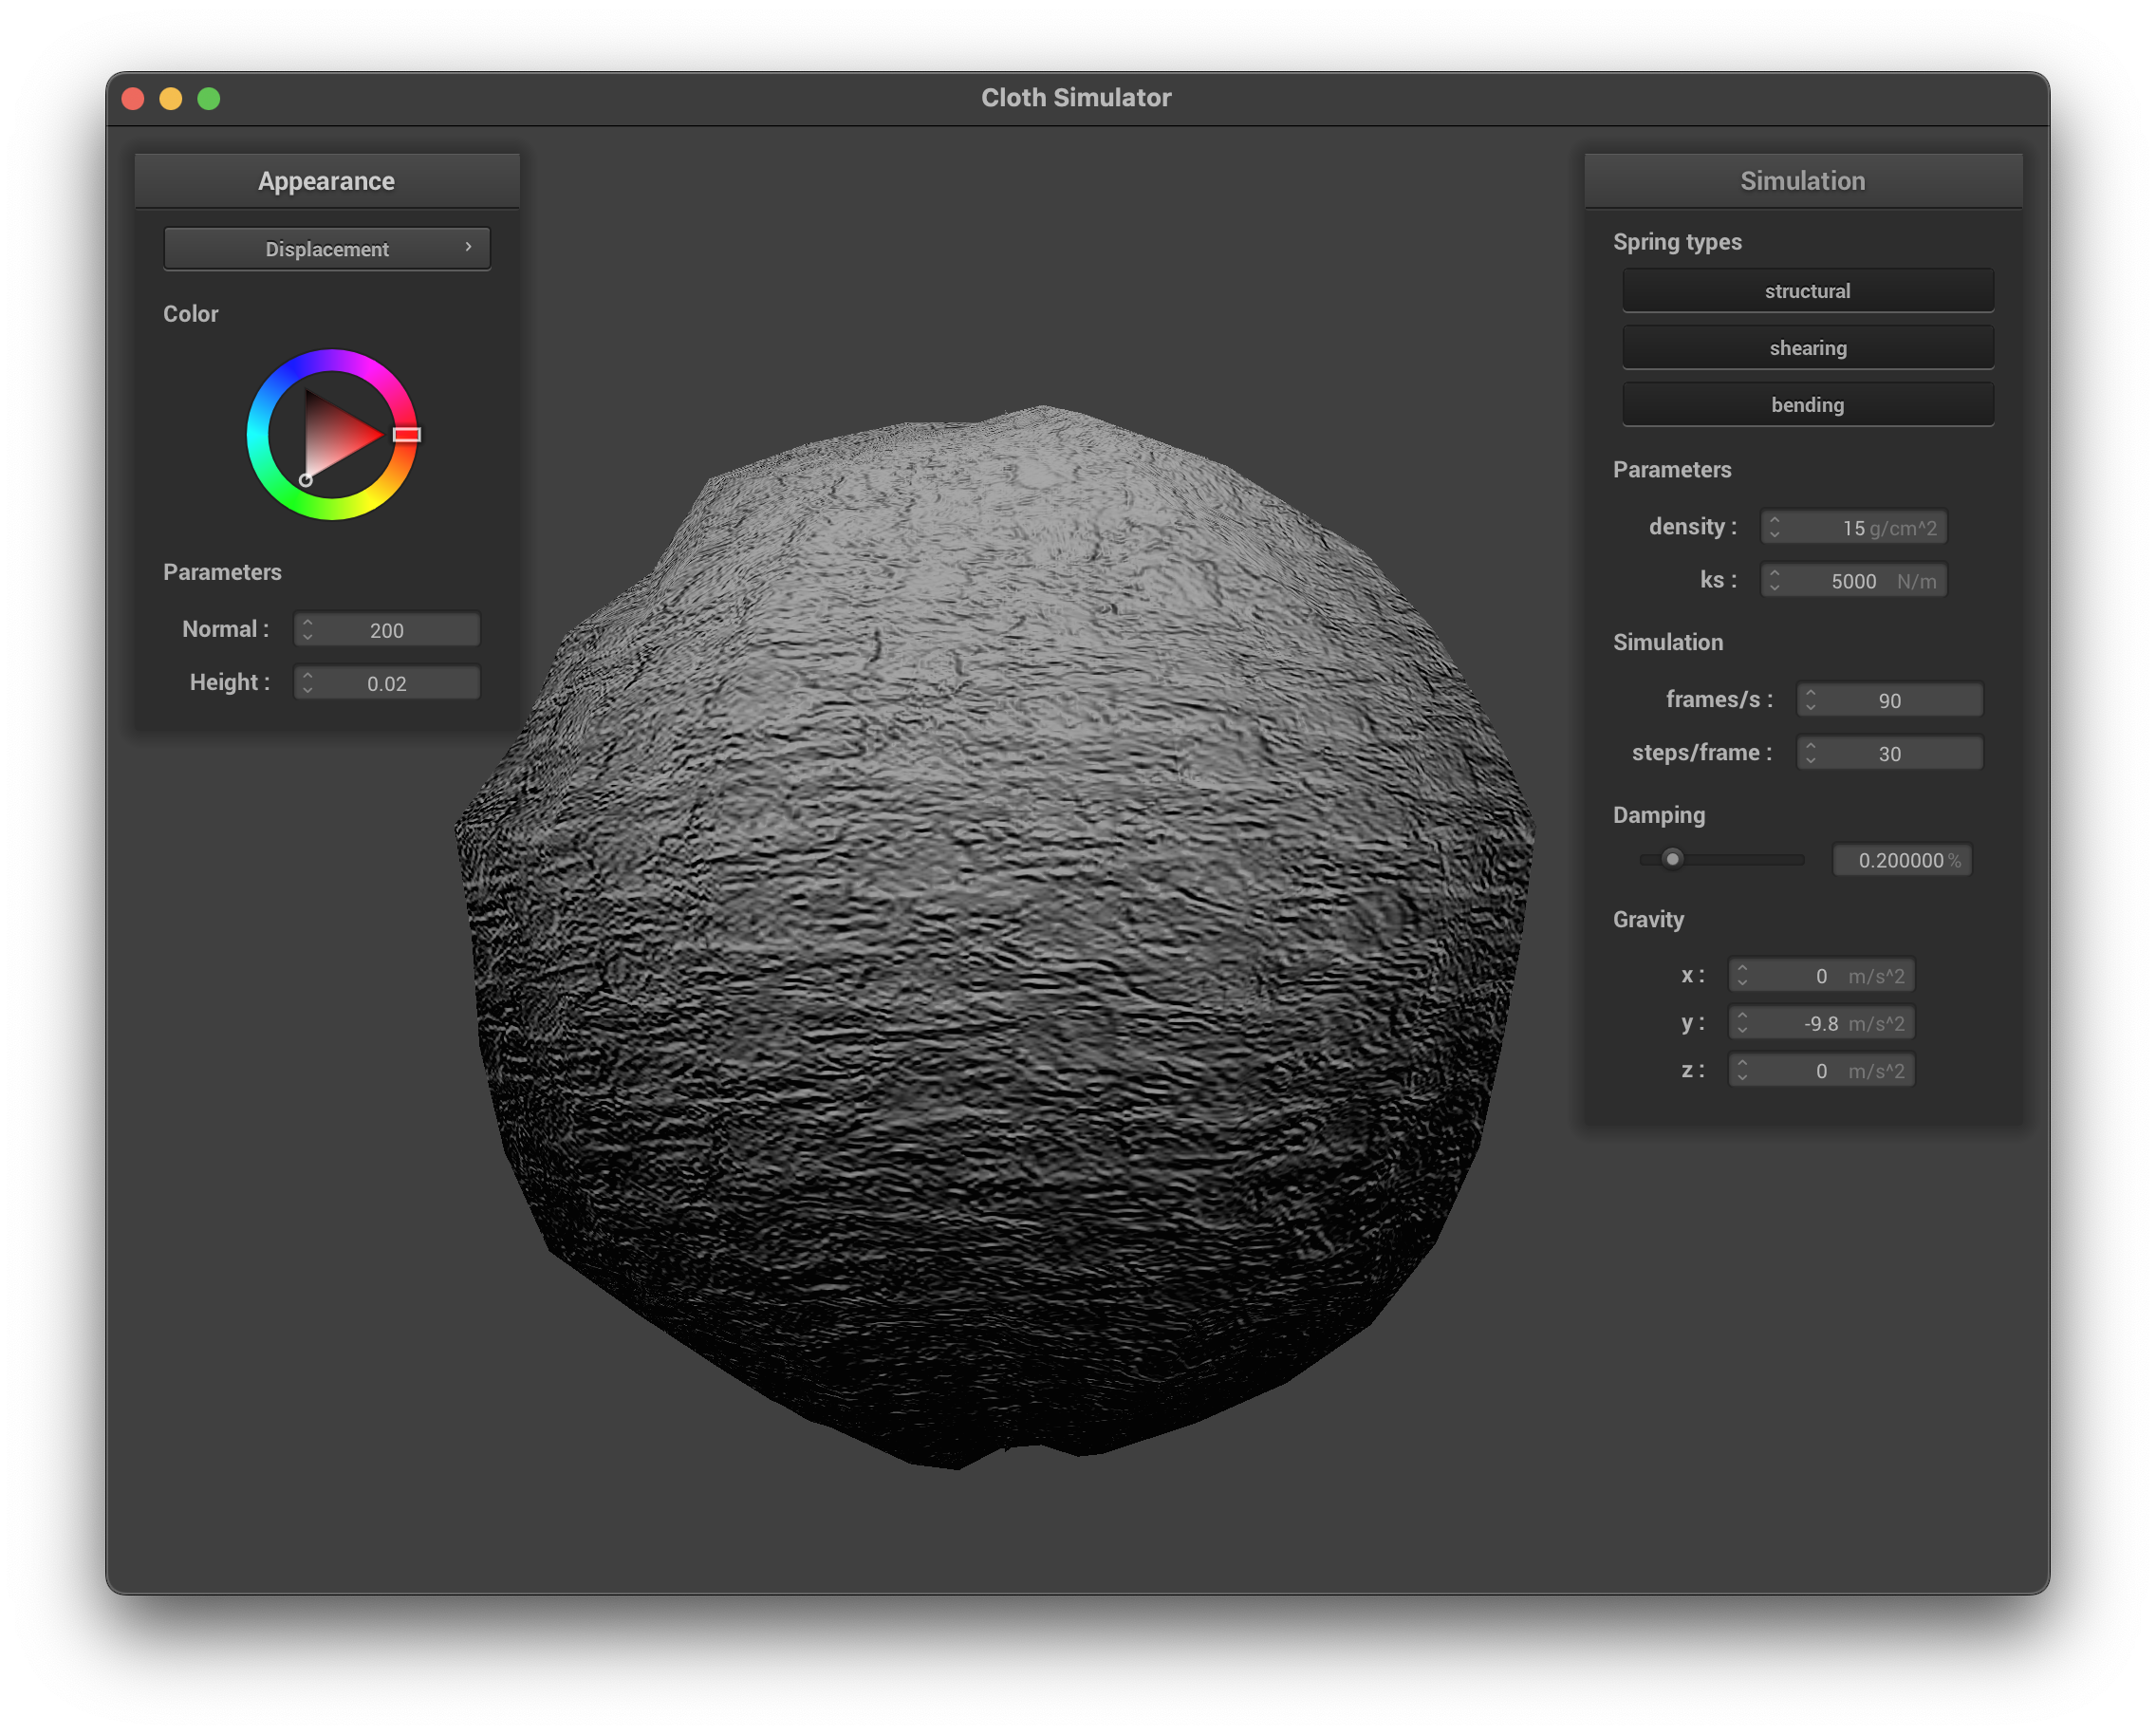 Cloth Simulator
Appearance
Displacement
Color
Parameters
Normal : 200
Height : 0.02
Simulation
Spring types
structural
shearing
bending
Parameters
density : 15 g/cm^2
ks : 5000 N/m
Simulation
frames/s : 90
steps/frame : 30
Damping
0.200000 %
Gravity
x : 0 m/s^2
y : -9.8 m/s^2
z : 0 m/s^2